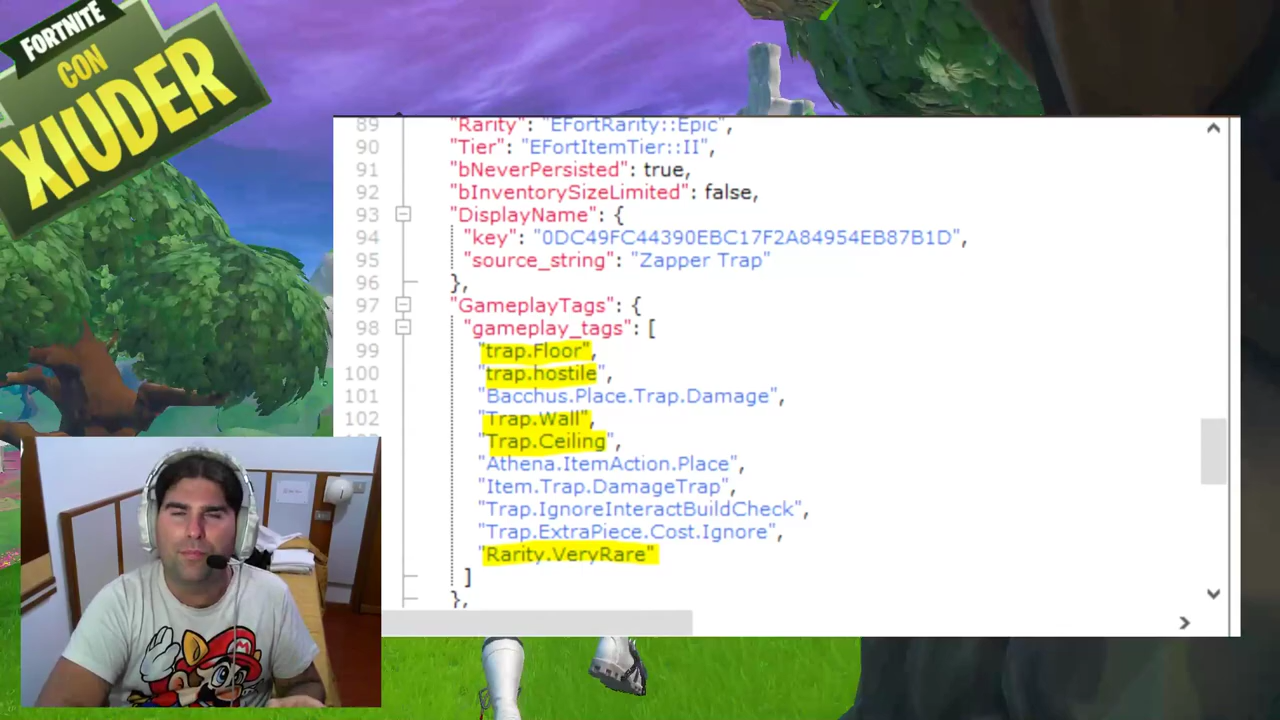 FORTNITE
CON
XIUDER
89 "Rarity": "EFortRarity::Epic",
90 "Tier": "EFortItemTier::II",
91 "bNeverPersisted": true,
92 "bInventorySizeLimited": false,
93 "DisplayName": {
94 "key": "0DC49FC44390EBC17F2A84954EB87B1D",
95 "source_string": "Zapper Trap"
96 },
97 "GameplayTags": {
98 "gameplay_tags": [
99 "trap.Floor",
100 "trap.hostile",
101 "Bacchus.Place.Trap.Damage",
102 "Trap.Wall",
"Trap.Ceiling",
"Athena.ItemAction.Place",
"Item.Trap.DamageTrap",
"Trap.IgnoreInteractBuildCheck",
"Trap.ExtraPiece.Cost.Ignore",
"Rarity.VeryRare"
]
},
M